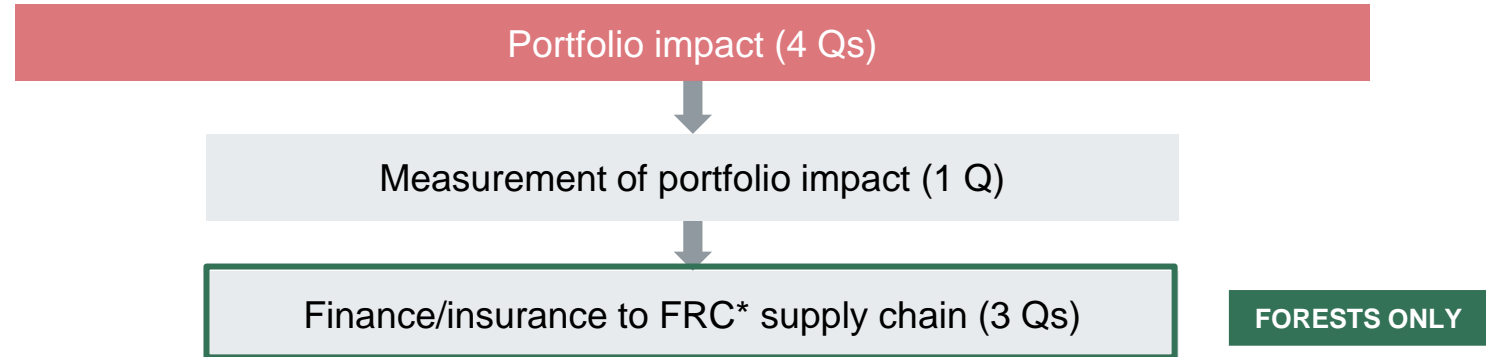 Portfolio impact (4 Qs)
Measurement of portfolio impact (1 Q)
Finance/insurance to FRC* supply chain (3 Qs)
FORESTS ONLY